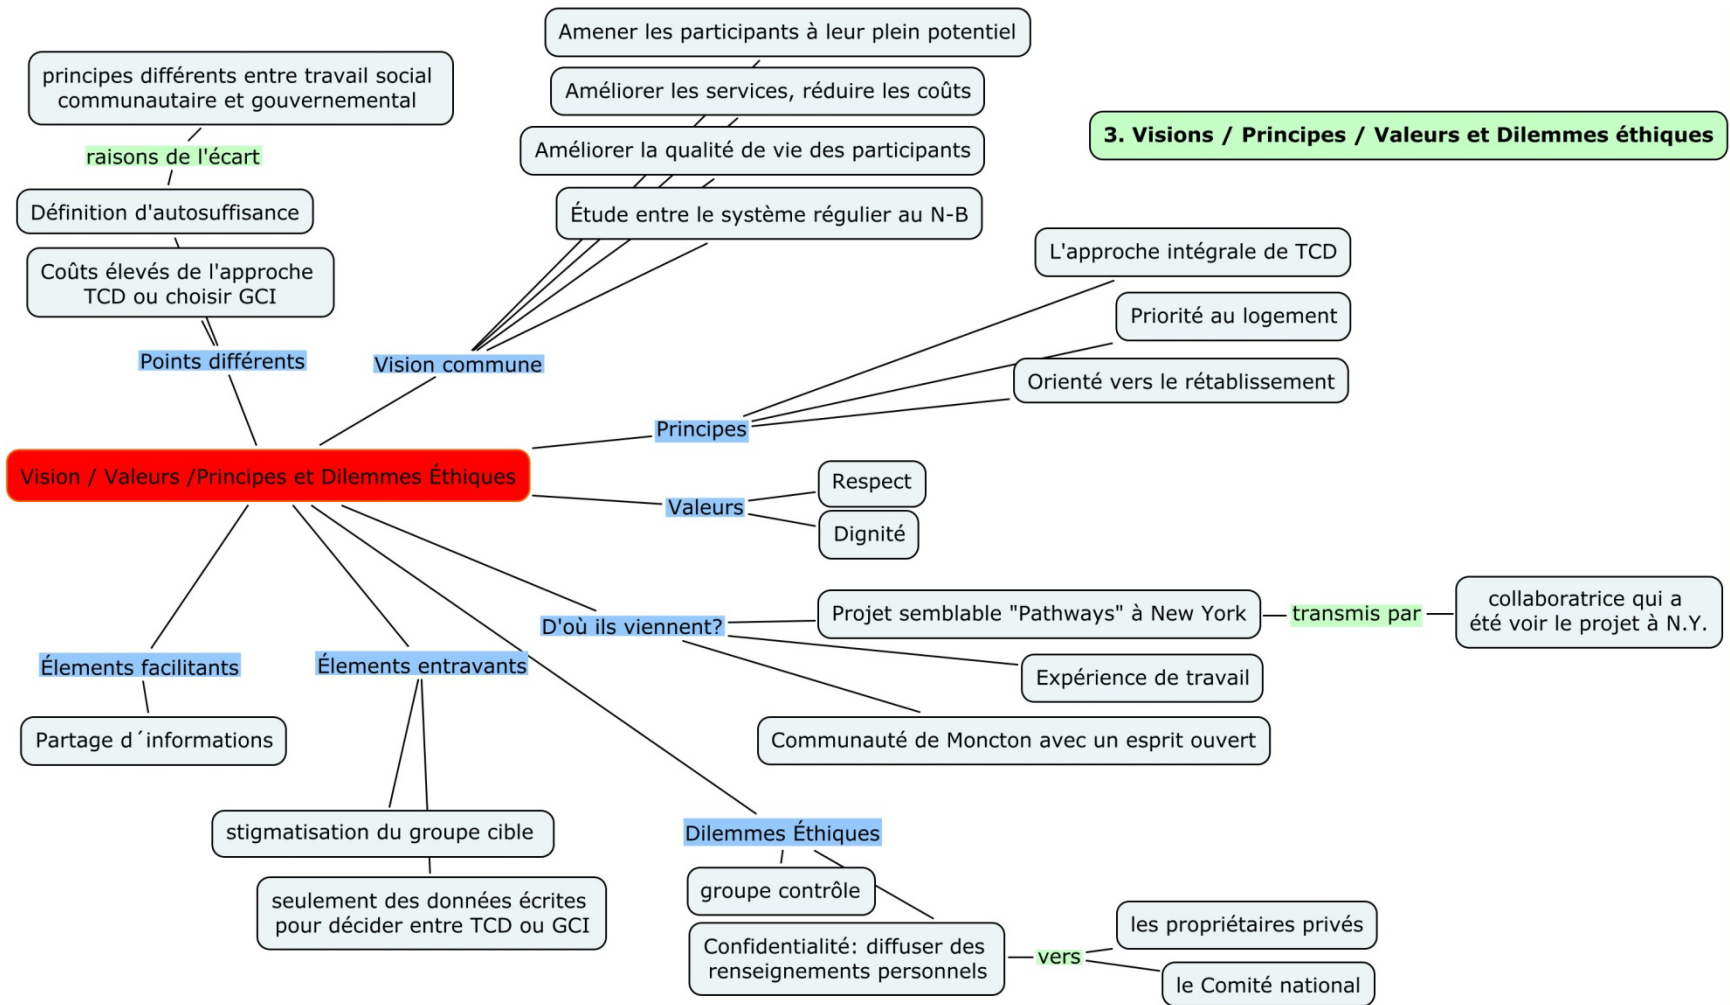 Amener les participants à leur plein potentiel
principes différents entre travail social
communautaire et gouvernemental
Améliorer les services, réduire les coûts
3. Visions / Principes / Valeurs et Dilemmes éthiques
raisons de l'écart
Améliorer la qualité de vie des participants
Définition d'autosuffisance
Étude entre le système régulier au N-B
L'approche intégrale de TCD
Coûts élevés de l'approche
TCD ou choisir GCI
Priorité au logement
Points différents
Vision commune
Orienté vers le rétablissement
Principes
Vision / Valeurs /Principes et Dilemmes Éthiques
Respect
Valeurs
Dignité
Projet semblable "Pathways" à New York
transmis par
collaboratrice qui a
été voir le projet à N.Y.
D'où ils viennent?
Élements facilitants
Élements entravants
Expérience de travail
Partage d´informations
Communauté de Moncton avec un esprit ouvert
stigmatisation du groupe cible
Dilemmes Éthiques
groupe contrôle
seulement des données écrites
pour décider entre TCD ou GCI
les propriétaires privés
Confidentialité: diffuser des
renseignements personnels
vers
le Comité national